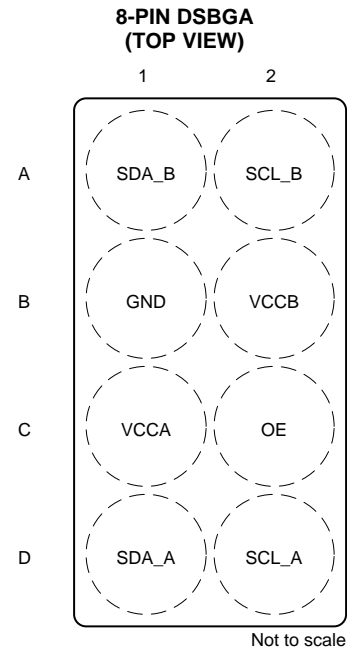 8-PIN DSBGA
(TOP VIEW)
1 2
A SDA_B SCL_B
B GND VCCB
C VCCA OE
D SDA_A SCL_A
Not to scale